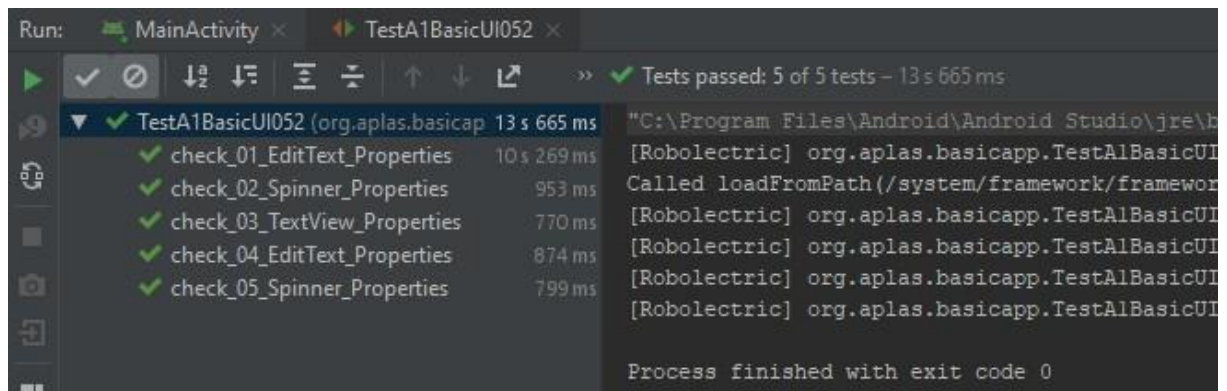 Run: MainActivity TestA1BasicUI052
Tests passed: 5 of 5 tests – 13 s 665 ms
TestA1BasicUI052 (org.aplas.basicap 13 s 665 ms
check_01_EditText_Properties 10 s 269 ms
check_02_Spinner_Properties 953 ms
check_03_TextView_Properties 770 ms
check_04_EditText_Properties 874 ms
check_05_Spinner_Properties 799 ms
"C:\Program Files\Android\Android Studio\jre\b
[Robolectric] org.aplas.basicapp.TestA1BasicUI
Called loadFromPath(/system/framework/framewor
[Robolectric] org.aplas.basicapp.TestA1BasicUI
[Robolectric] org.aplas.basicapp.TestA1BasicUI
[Robolectric] org.aplas.basicapp.TestA1BasicUI
[Robolectric] org.aplas.basicapp.TestA1BasicUI
Process finished with exit code 0